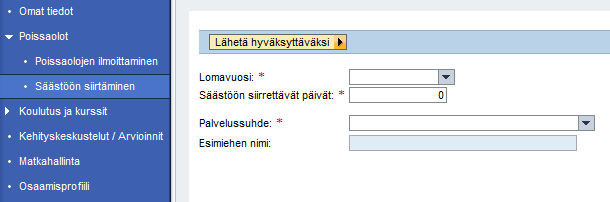 Omat tiedot
Poissaolot
Poissaolojen ilmoittaminen
Säästöön siirtäminen
Koulutus ja kurssit
Kehityskeskustelut / Arvioinnit
Matkahallinta
Osaamisprofiili
Lähetä hyväksyttäväksi
Lomavuosi: *
Säästöön siirrettävät päivät: * 0
Palvelussuhde: *
Esimiehen nimi: